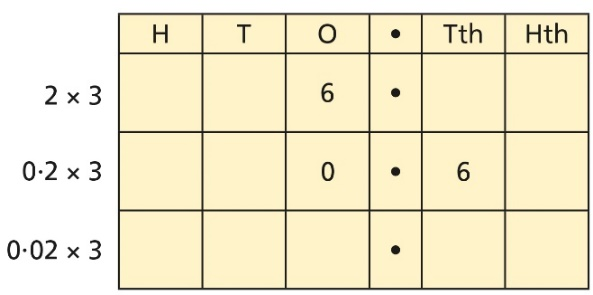 H T O • Tth Hth
2 × 3 6 •
0·2 × 3 0 • 6
0·02 × 3 •